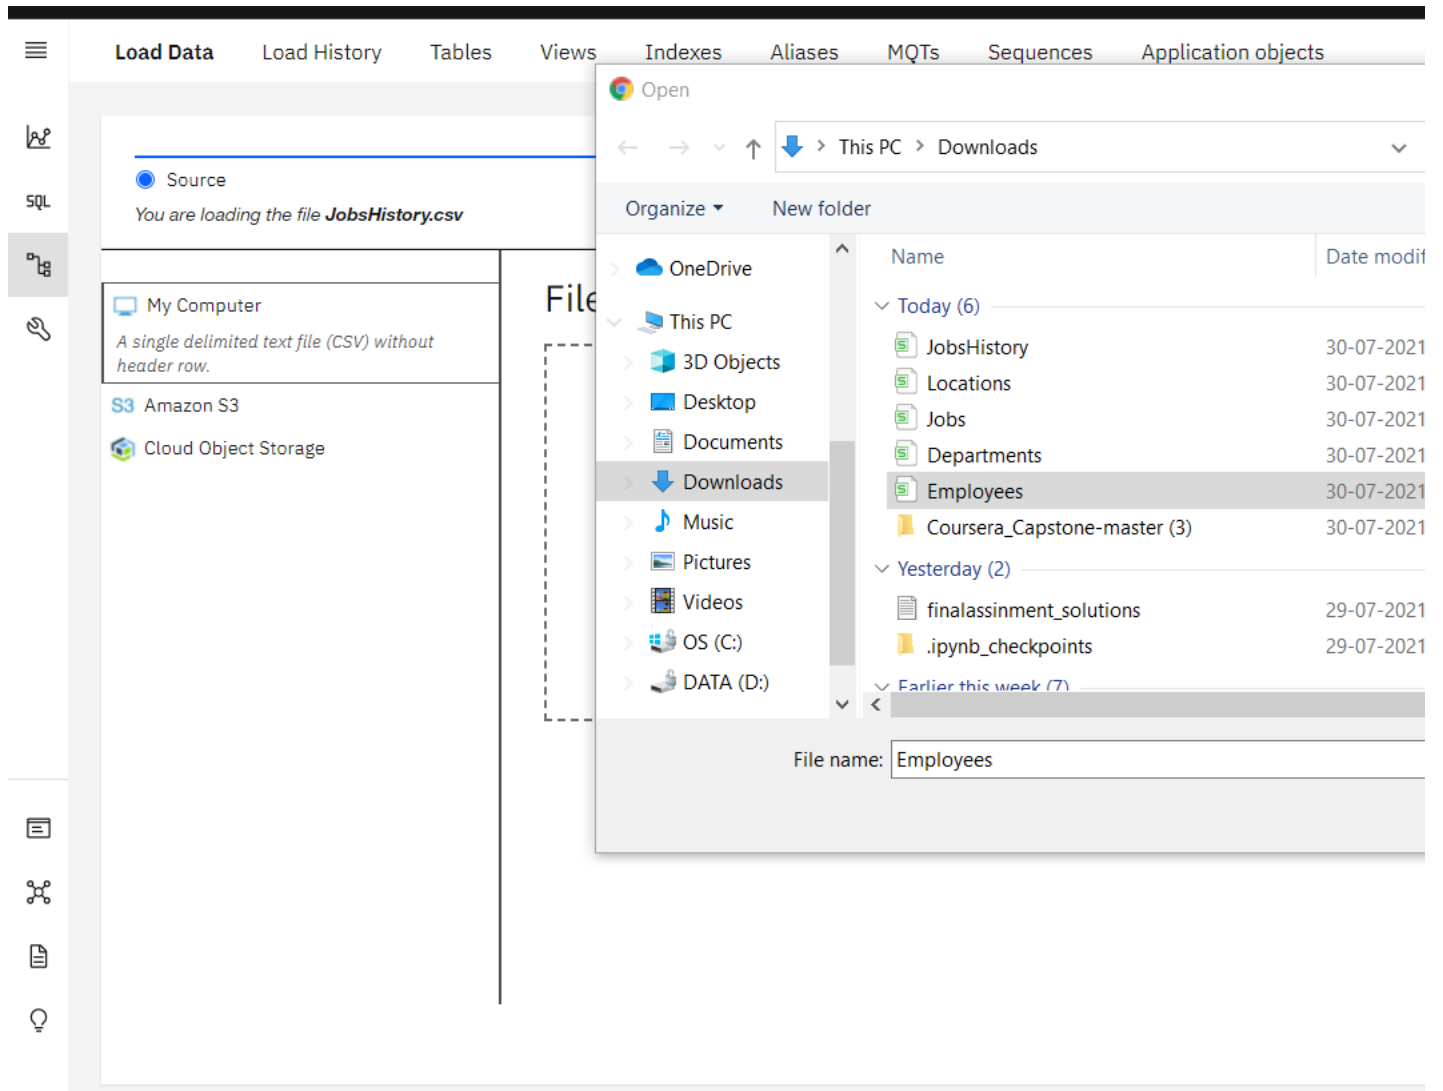 Load Data Load History Tables Views Indexes Aliases MQTs Sequences Application objects
Source
You are loading the file JobsHistory.csv
SQL
My Computer
A single delimited text file (CSV) without
header row.
S3 Amazon S3
Cloud Object Storage
File
Open
This PC > Downloads
Organize New folder
OneDrive
This PC
3D Objects
Desktop
Documents
Downloads
Music
Pictures
Videos
OS (C:)
DATA (D:)
Name Date modif
Today (6)
JobsHistory 30-07-2021
Locations 30-07-2021
Jobs 30-07-2021
Departments 30-07-2021
Employees 30-07-2021
Coursera_Capstone-master (3) 30-07-2021
Yesterday (2)
finalassinment_solutions 29-07-2021
.ipynb_checkpoints 29-07-2021
Earlier this week (7)
File name: Employees